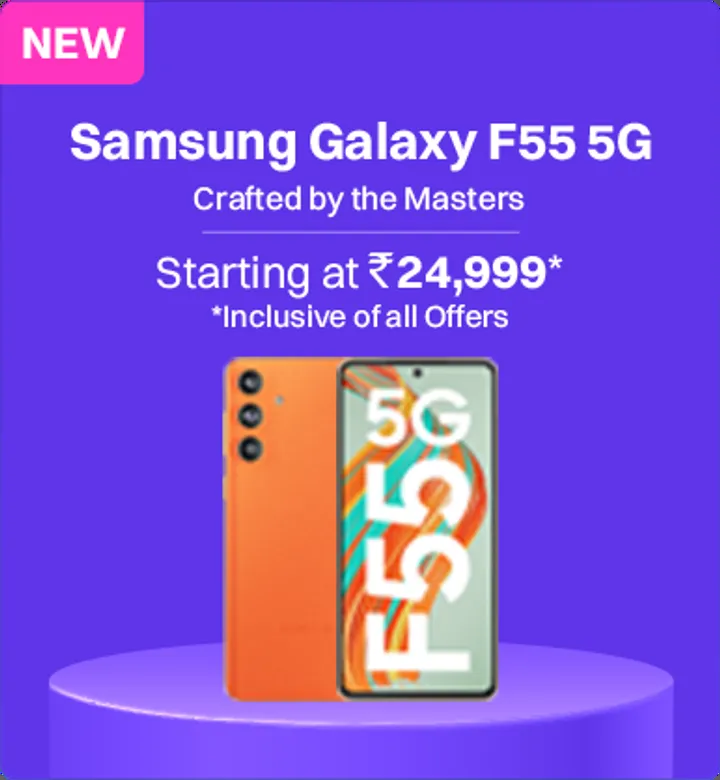 NEW
Samsung Galaxy F55 5G
Crafted by the Masters
Starting at ₹24,999*
*Inclusive of all Offers
5G
F55